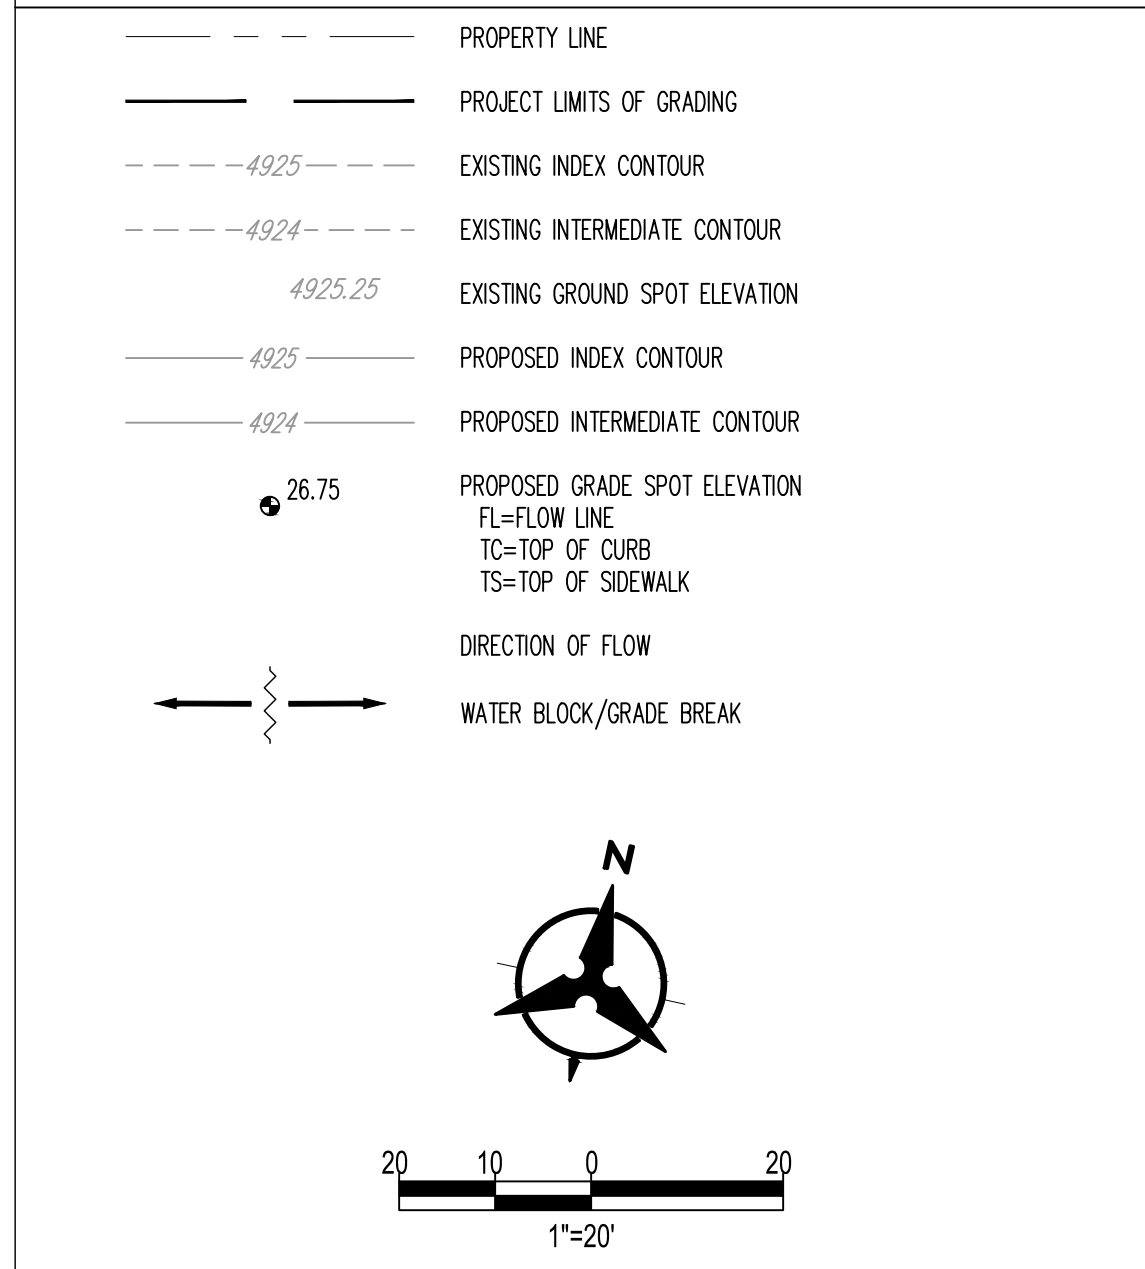 PROPERTY LINE
PROJECT LIMITS OF GRADING
4925 EXISTING INDEX CONTOUR
4924 EXISTING INTERMEDIATE CONTOUR
4925.25 EXISTING GROUND SPOT ELEVATION
4925 PROPOSED INDEX CONTOUR
4924 PROPOSED INTERMEDIATE CONTOUR
26.75 PROPOSED GRADE SPOT ELEVATION
FL=FLOW LINE
TC=TOP OF CURB
TS=TOP OF SIDEWALK
DIRECTION OF FLOW
WATER BLOCK/GRADE BREAK
N
20 10 0 20
1"=20'